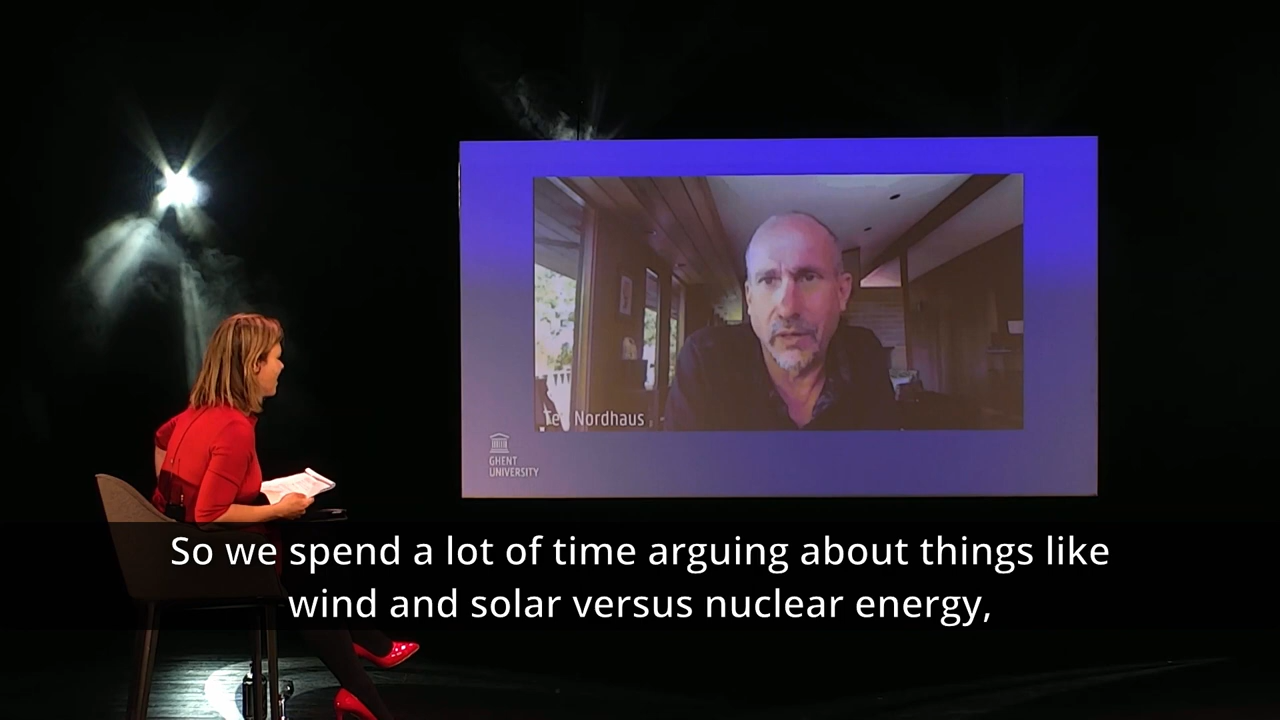 Nordhaus
GHENT
UNIVERSITY
So we spend a lot of time arguing about things like
wind and solar versus nuclear energy,